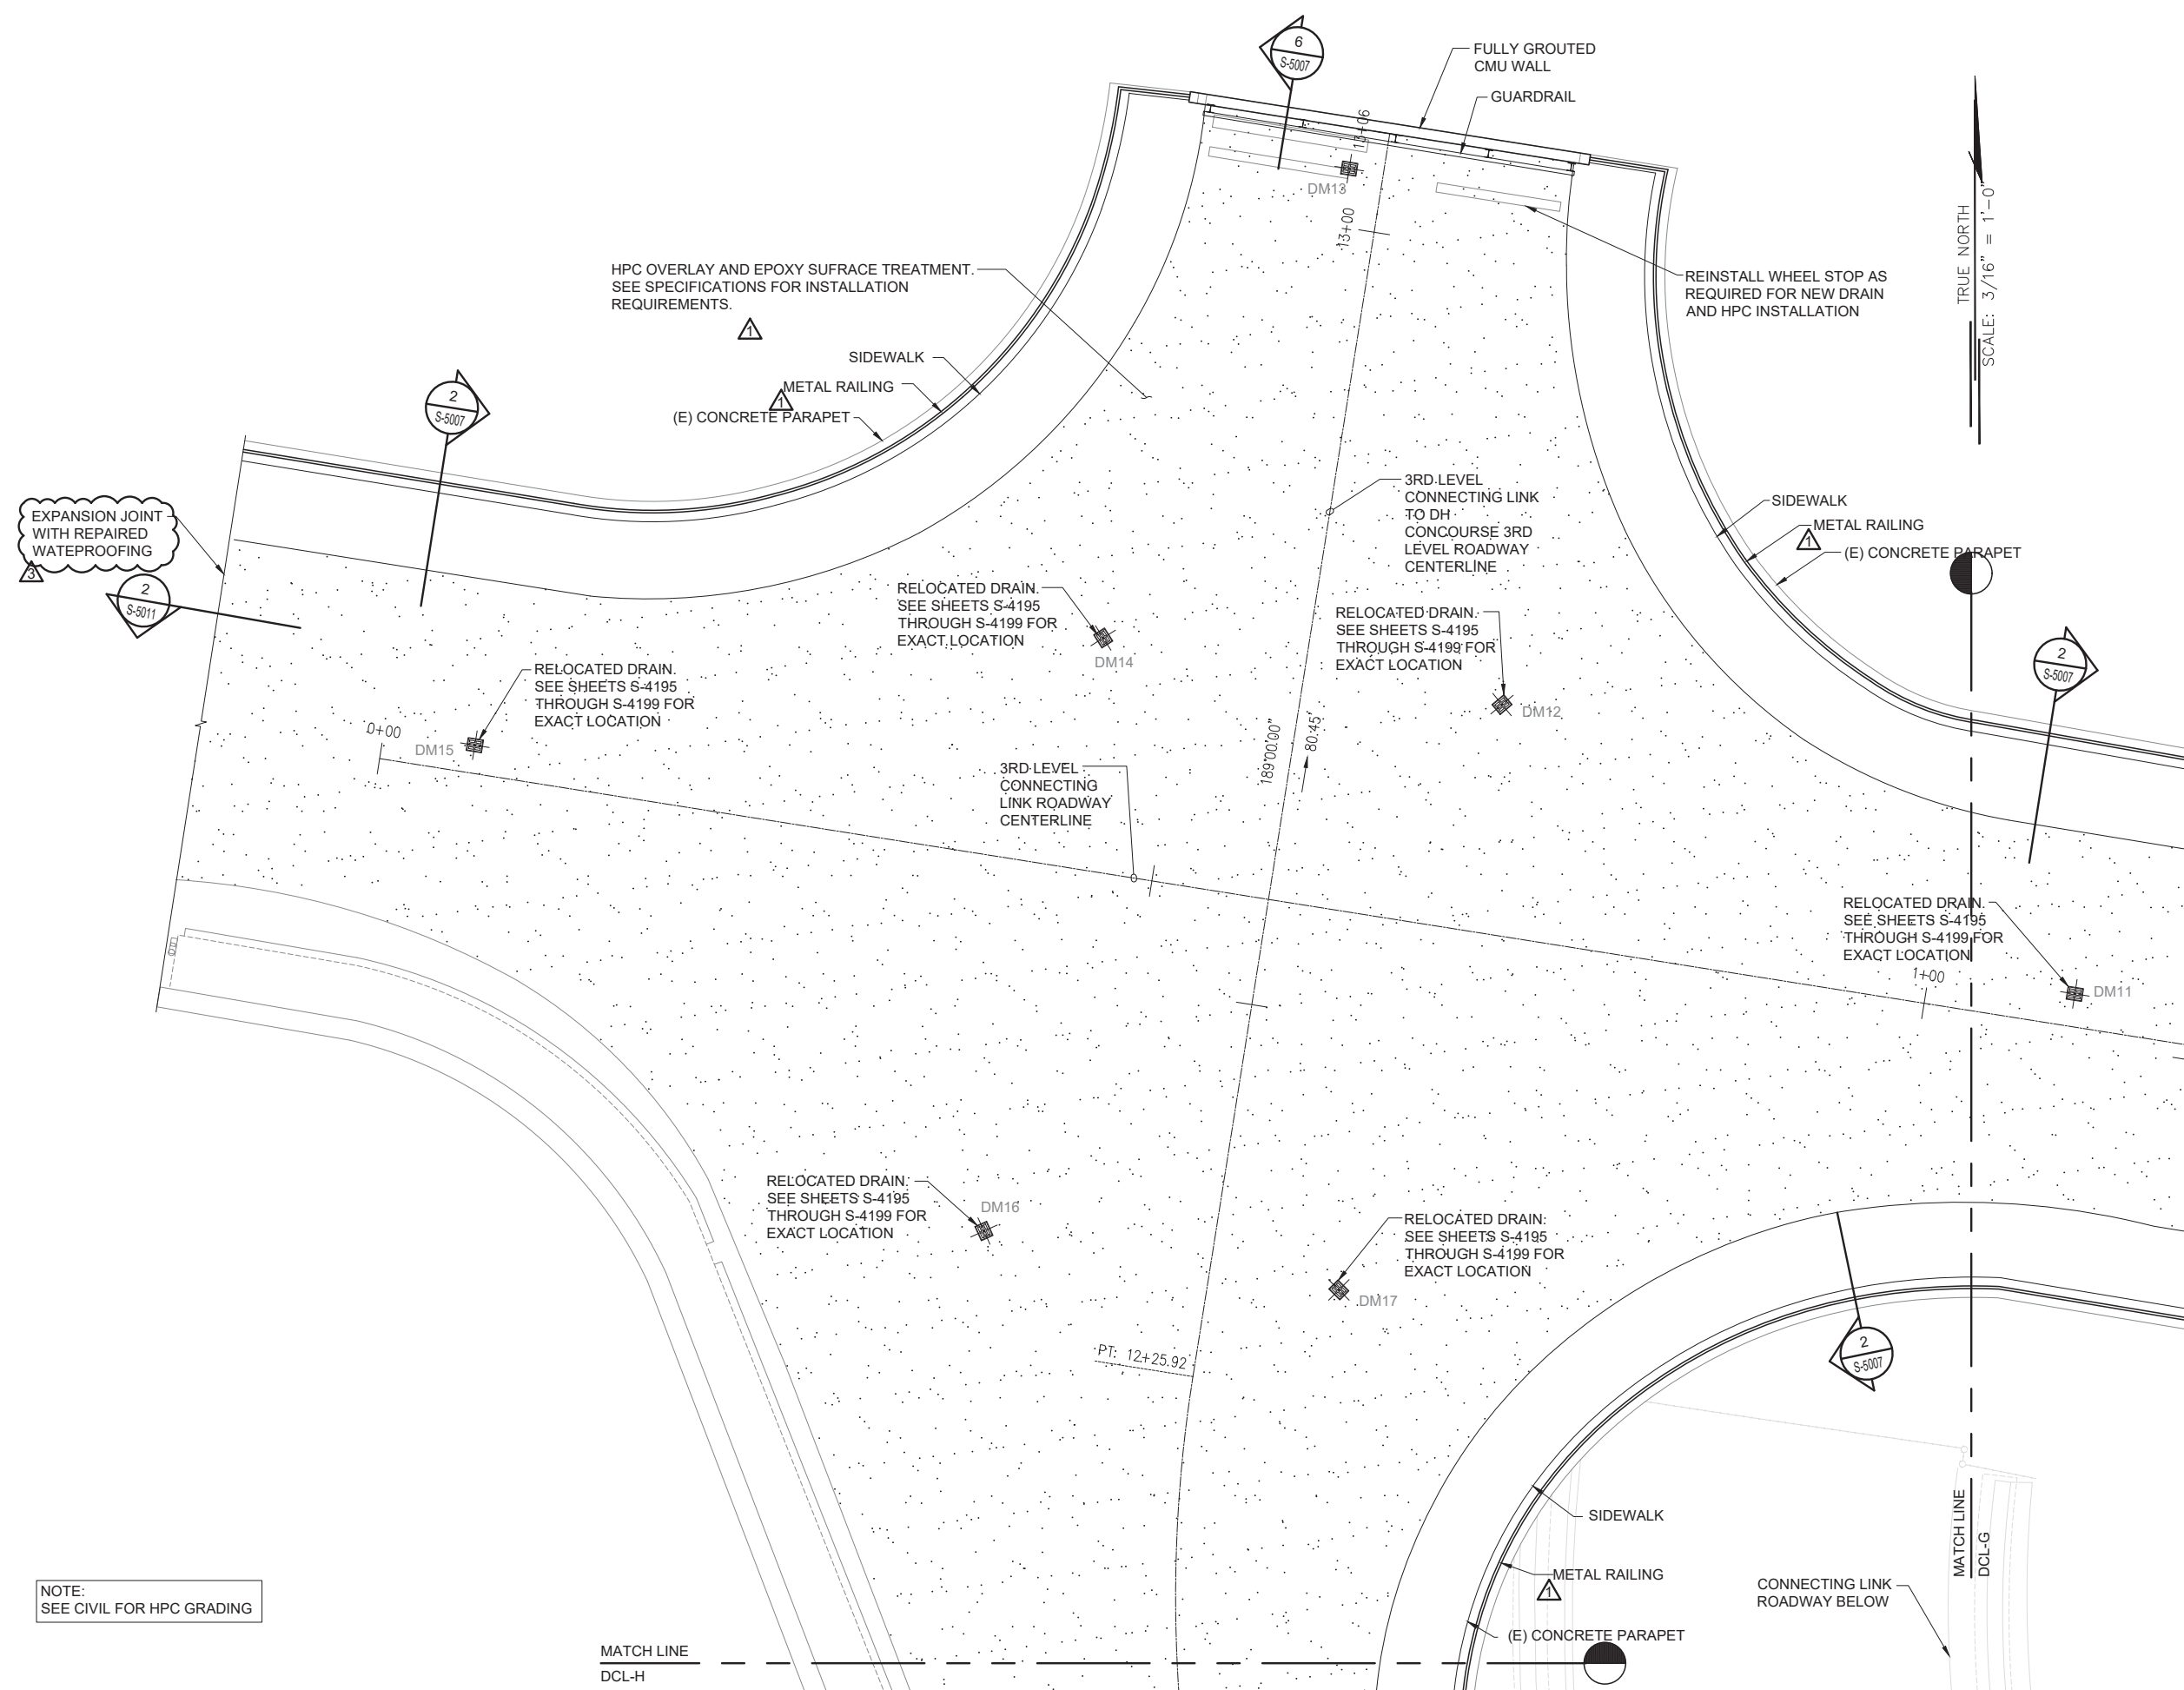 6
S-5007
FULLY GROUTED
CMU WALL
GUARDRAIL
13+06
DM13
13+00
TRUE NORTH
SCALE: 3/16" = 1'-0"
HPC OVERLAY AND EPOXY SUFRACE TREATMENT.
SEE SPECIFICATIONS FOR INSTALLATION
REQUIREMENTS.
1
REINSTALL WHEEL STOP AS
REQUIRED FOR NEW DRAIN
AND HPC INSTALLATION
SIDEWALK
METAL RAILING
1
(E) CONCRETE PARAPET
2
S-5007
EXPANSION JOINT
WITH REPAIRED
WATEPROOFING
3
2
S-5011
3RD LEVEL
CONNECTING LINK
TO DH
CONCOURSE 3RD
LEVEL ROADWAY
CENTERLINE
SIDEWALK
METAL RAILING
1
(E) CONCRETE PARAPET
RELOCATED DRAIN.
SEE SHEETS S-4195
THROUGH S-4199 FOR
EXACT LOCATION
DM14
RELOCATED DRAIN.
SEE SHEETS S-4195
THROUGH S-4199 FOR
EXACT LOCATION
DM12
2
S-5007
RELOCATED DRAIN.
SEE SHEETS S-4195
THROUGH S-4199 FOR
EXACT LOCATION
DM15
0+00
189°00'00"
80.45'
3RD LEVEL
CONNECTING
LINK ROADWAY
CENTERLINE
RELOCATED DRAIN.
SEE SHEETS S-4195
THROUGH S-4199 FOR
EXACT LOCATION
1+00
DM11
RELOCATED DRAIN.
SEE SHEETS S-4195
THROUGH S-4199 FOR
EXACT LOCATION
DM16
RELOCATED DRAIN.
SEE SHEETS S-4195
THROUGH S-4199 FOR
EXACT LOCATION
DM17
PT: 12+25.92
2
S-5007
SIDEWALK
METAL RAILING
1
(E) CONCRETE PARAPET
CONNECTING LINK
ROADWAY BELOW
MATCH LINE
DCL-G
NOTE:
SEE CIVIL FOR HPC GRADING
MATCH LINE
DCL-H